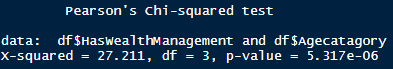 Pearson's Chi-squared test
data:  df$HasWealthManagement and df$Agecatagory
X-squared = 27.211, df = 3, p-value = 5.317e-06